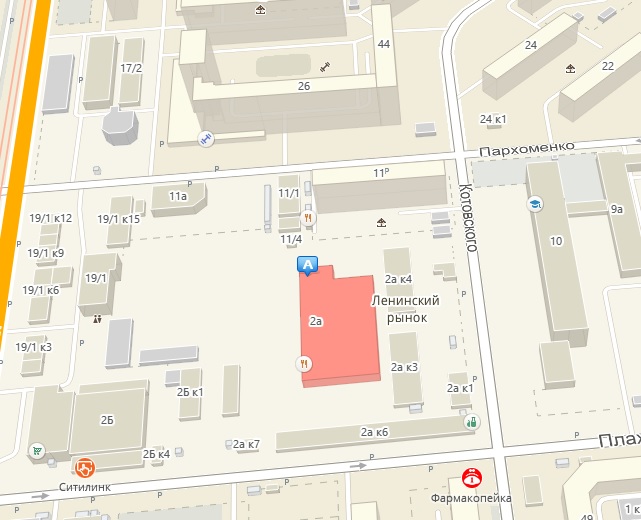 44
24
17/2
22
26
24 к1
Пархоменко
11Р
11а
11/1
Котовского
9а
19/1 к12
19/1 к15
10
11/4
19/1 к9
A
19/1
2а к4
19/1 к6
Ленинский
рынок
2а
19/1 к3
2а к3
2Б к1
2а к1
2Б
2а к6
2а к7
2Б к4
Плах
Ситилинк
Фармакопейка
49
1 к